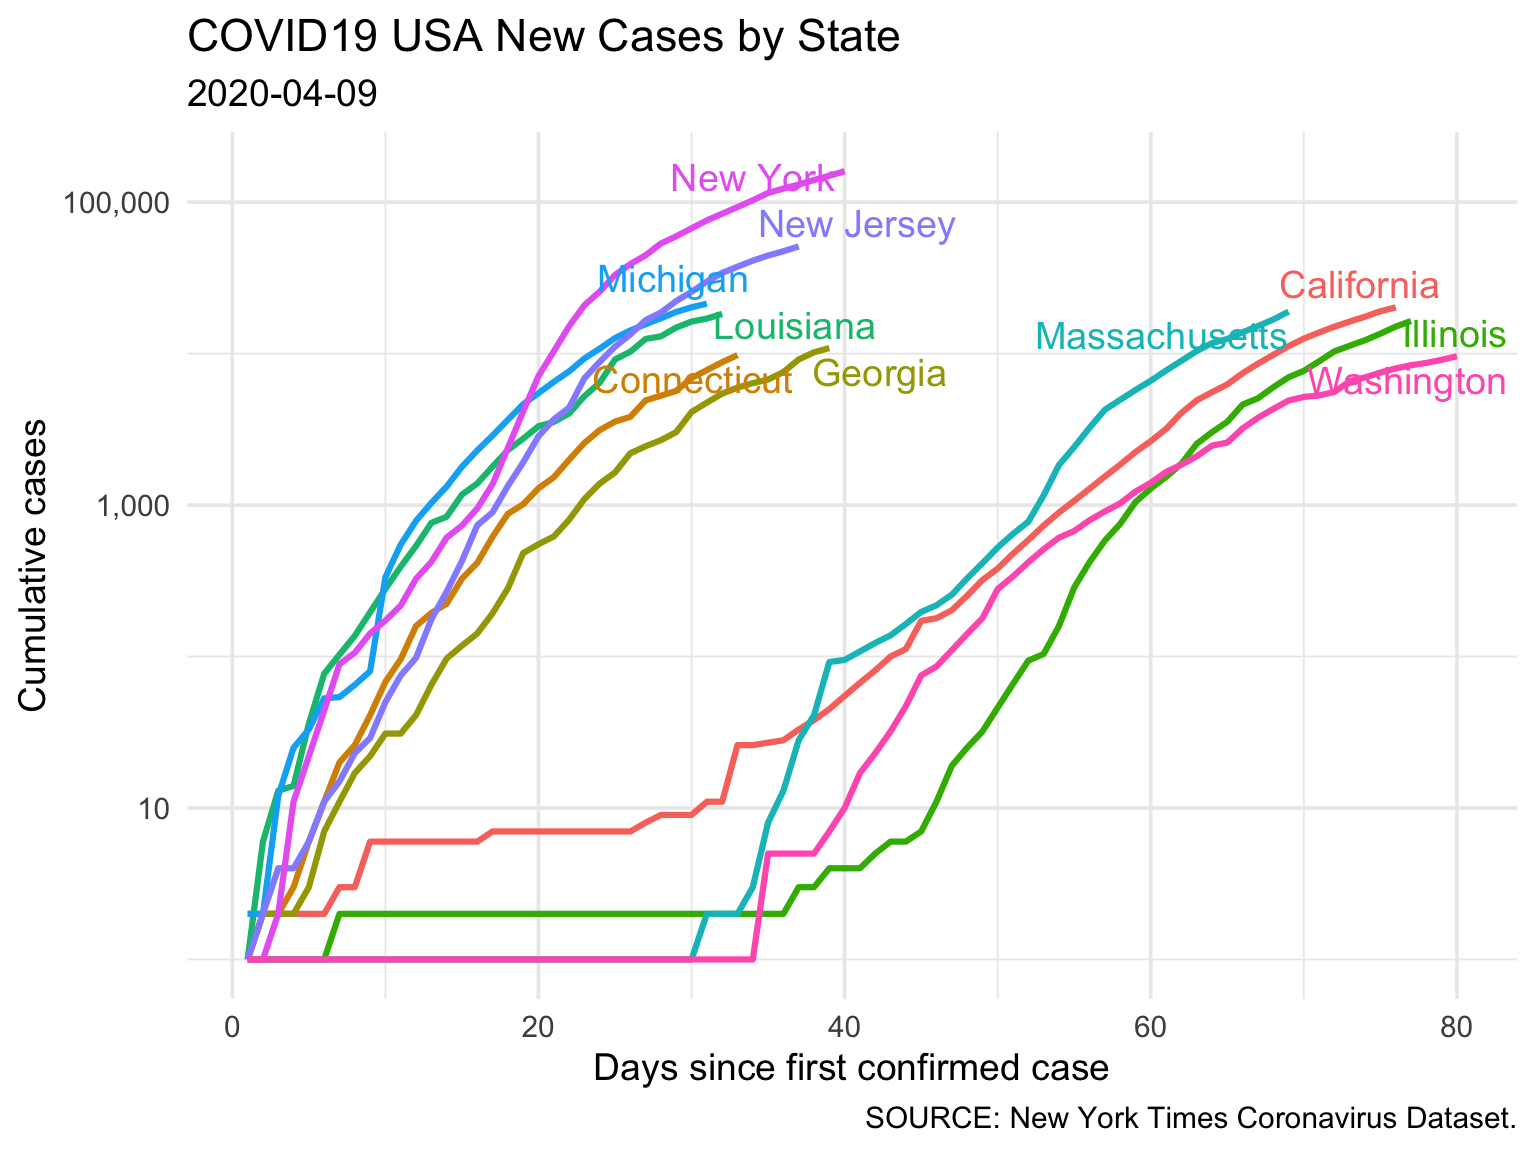 COVID19 USA New Cases by State
2020-04-09
New York
New Jersey
Michigan
California
Louisiana
Massachusetts
Illinois
Connecticut
Georgia
Washington
100,000
1,000
10
Cumulative cases
0 20 40 60 80
Days since first confirmed case
SOURCE: New York Times Coronavirus Dataset.